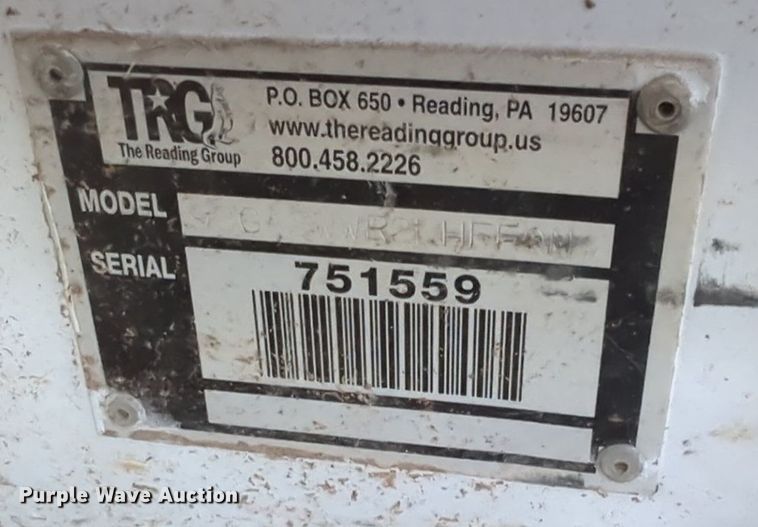 TRG
The Reading Group
P.O. BOX 650 • Reading, PA 19607
www.thereadinggroup.us
800.458.2226
MODEL
SERIAL
751559
Purple Wave Auction